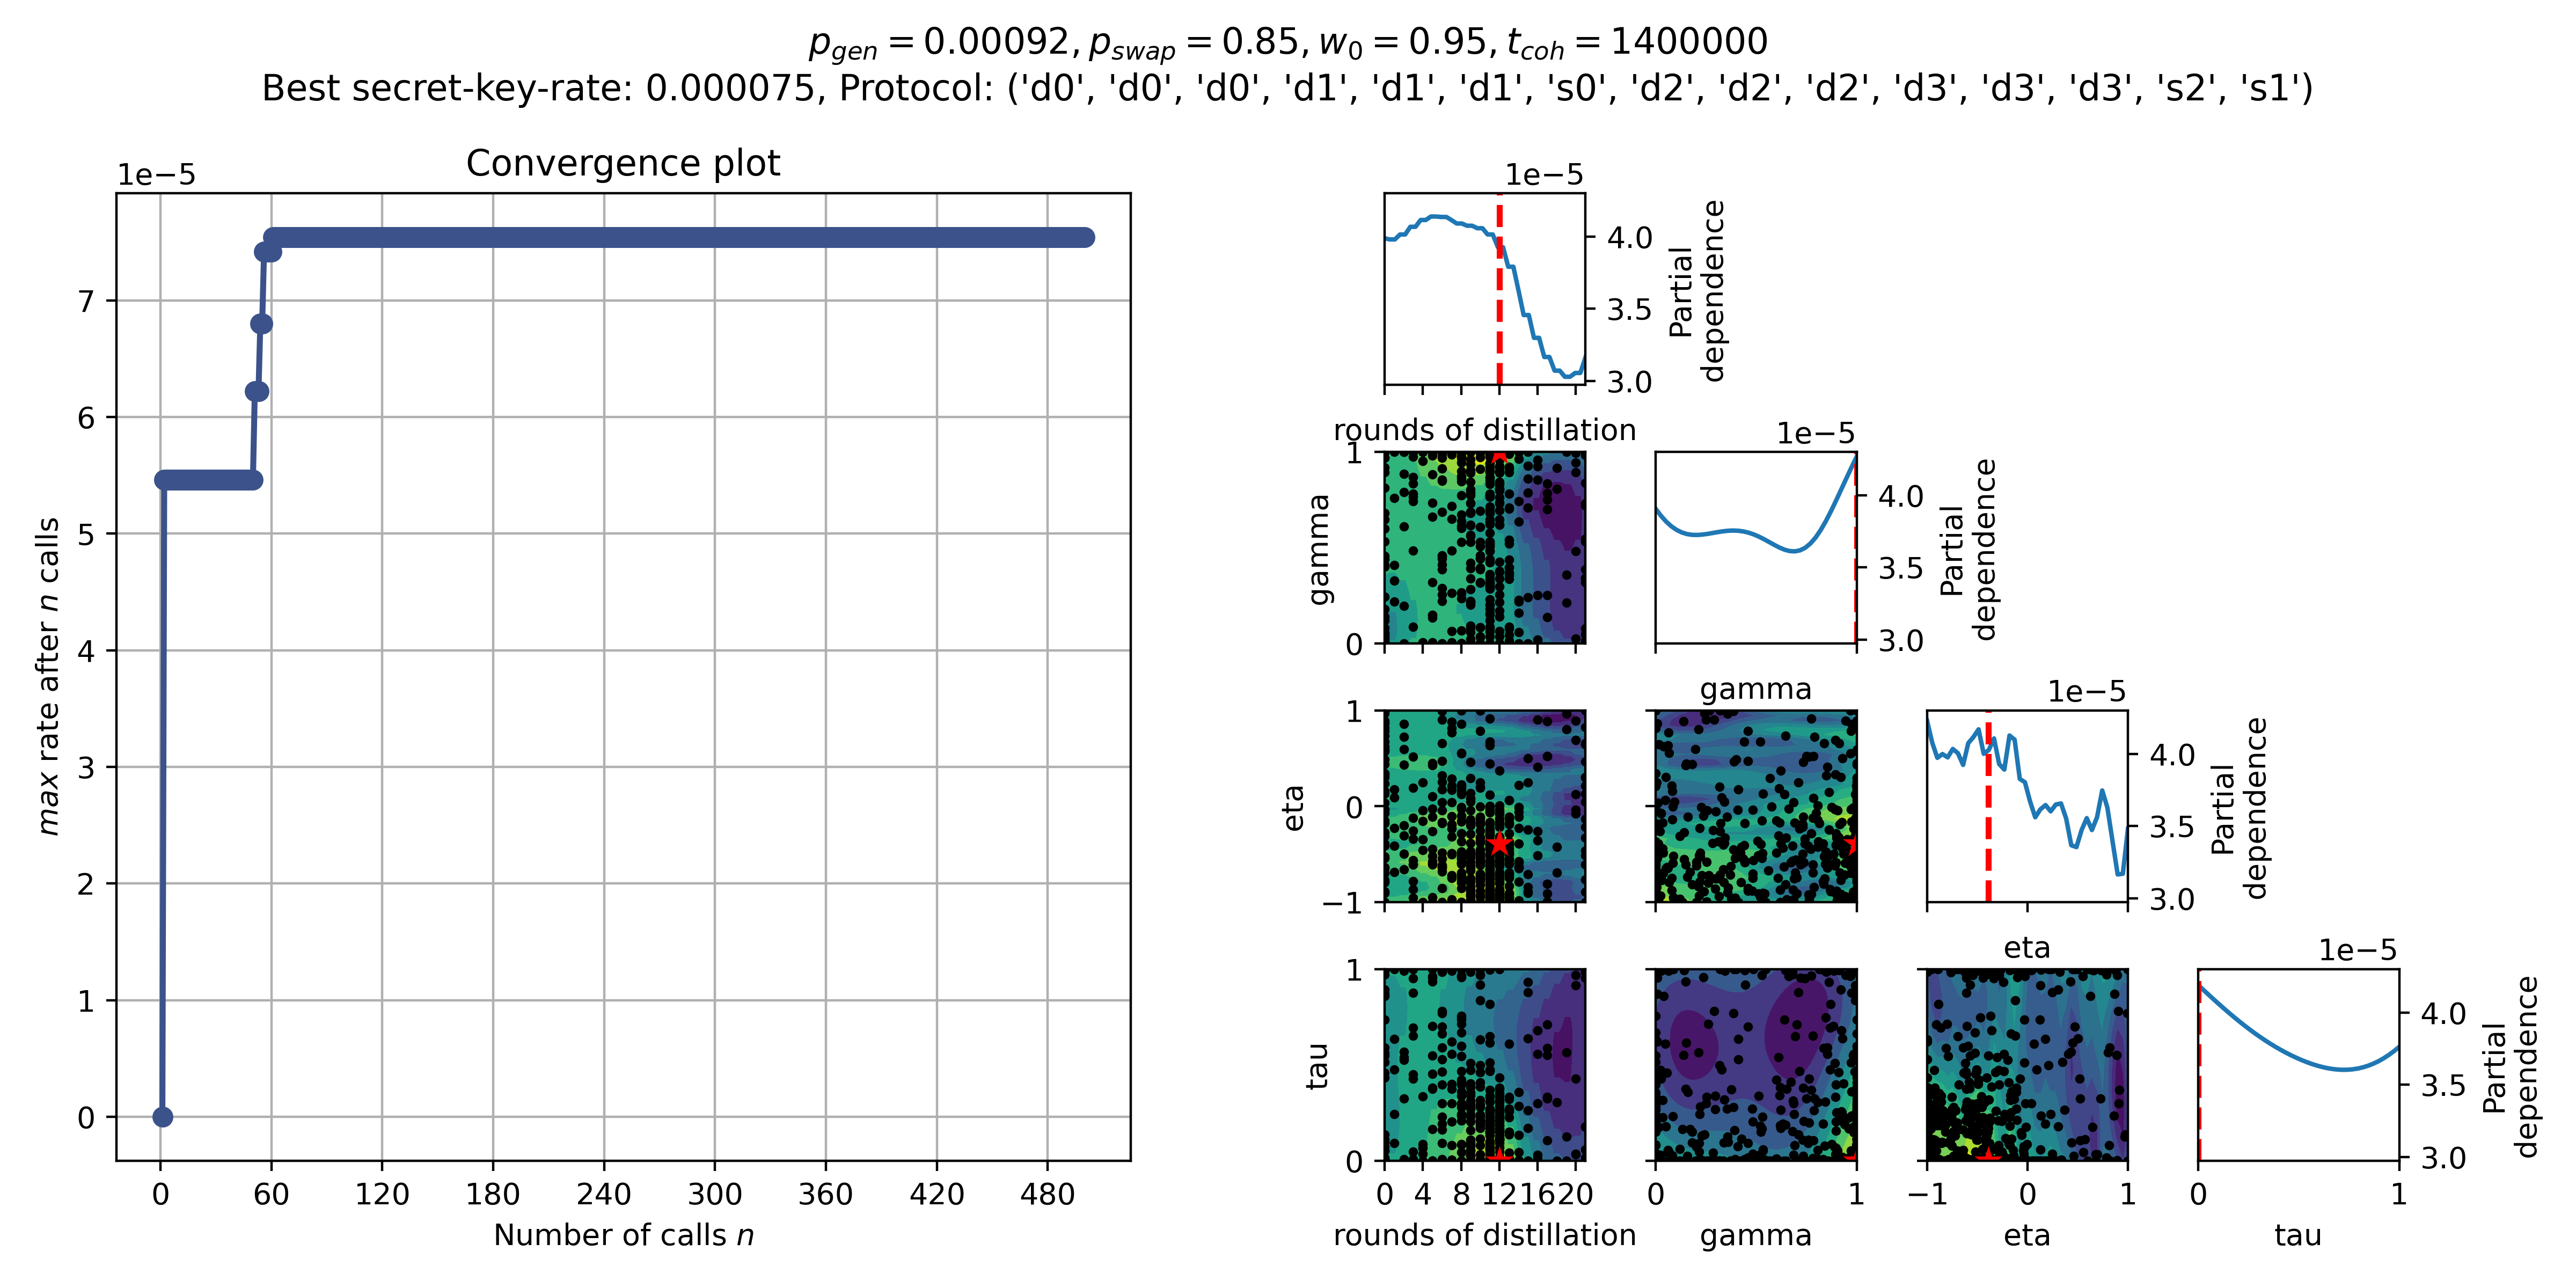 p_gen = 0.00092, p_swap = 0.85, w_0 = 0.95, t_coh = 1400000
Best secret-key-rate: 0.000075, Protocol: ('d0', 'd0', 'd0', 'd1', 'd1', 'd1', 's0', 'd2', 'd2', 'd2', 'd3', 'd3', 'd3', 's2', 's1')
Convergence plot
1e−5
7
6
5
4
3
2
1
0
max rate after n calls
0 60 120 180 240 300 360 420 480
Number of calls n
1e−5
4.0
3.5
3.0
Partial
dependence
rounds of distillation
1
0
gamma
1e−5
4.0
3.5
3.0
Partial
dependence
gamma
1
0
−1
eta
1e−5
4.0
3.5
3.0
Partial
dependence
eta
1
0
tau
1e−5
4.0
3.5
3.0
Partial
dependence
0 4 8 12 16 20
rounds of distillation
0 1
gamma
−1 0 1
eta
0 1
tau